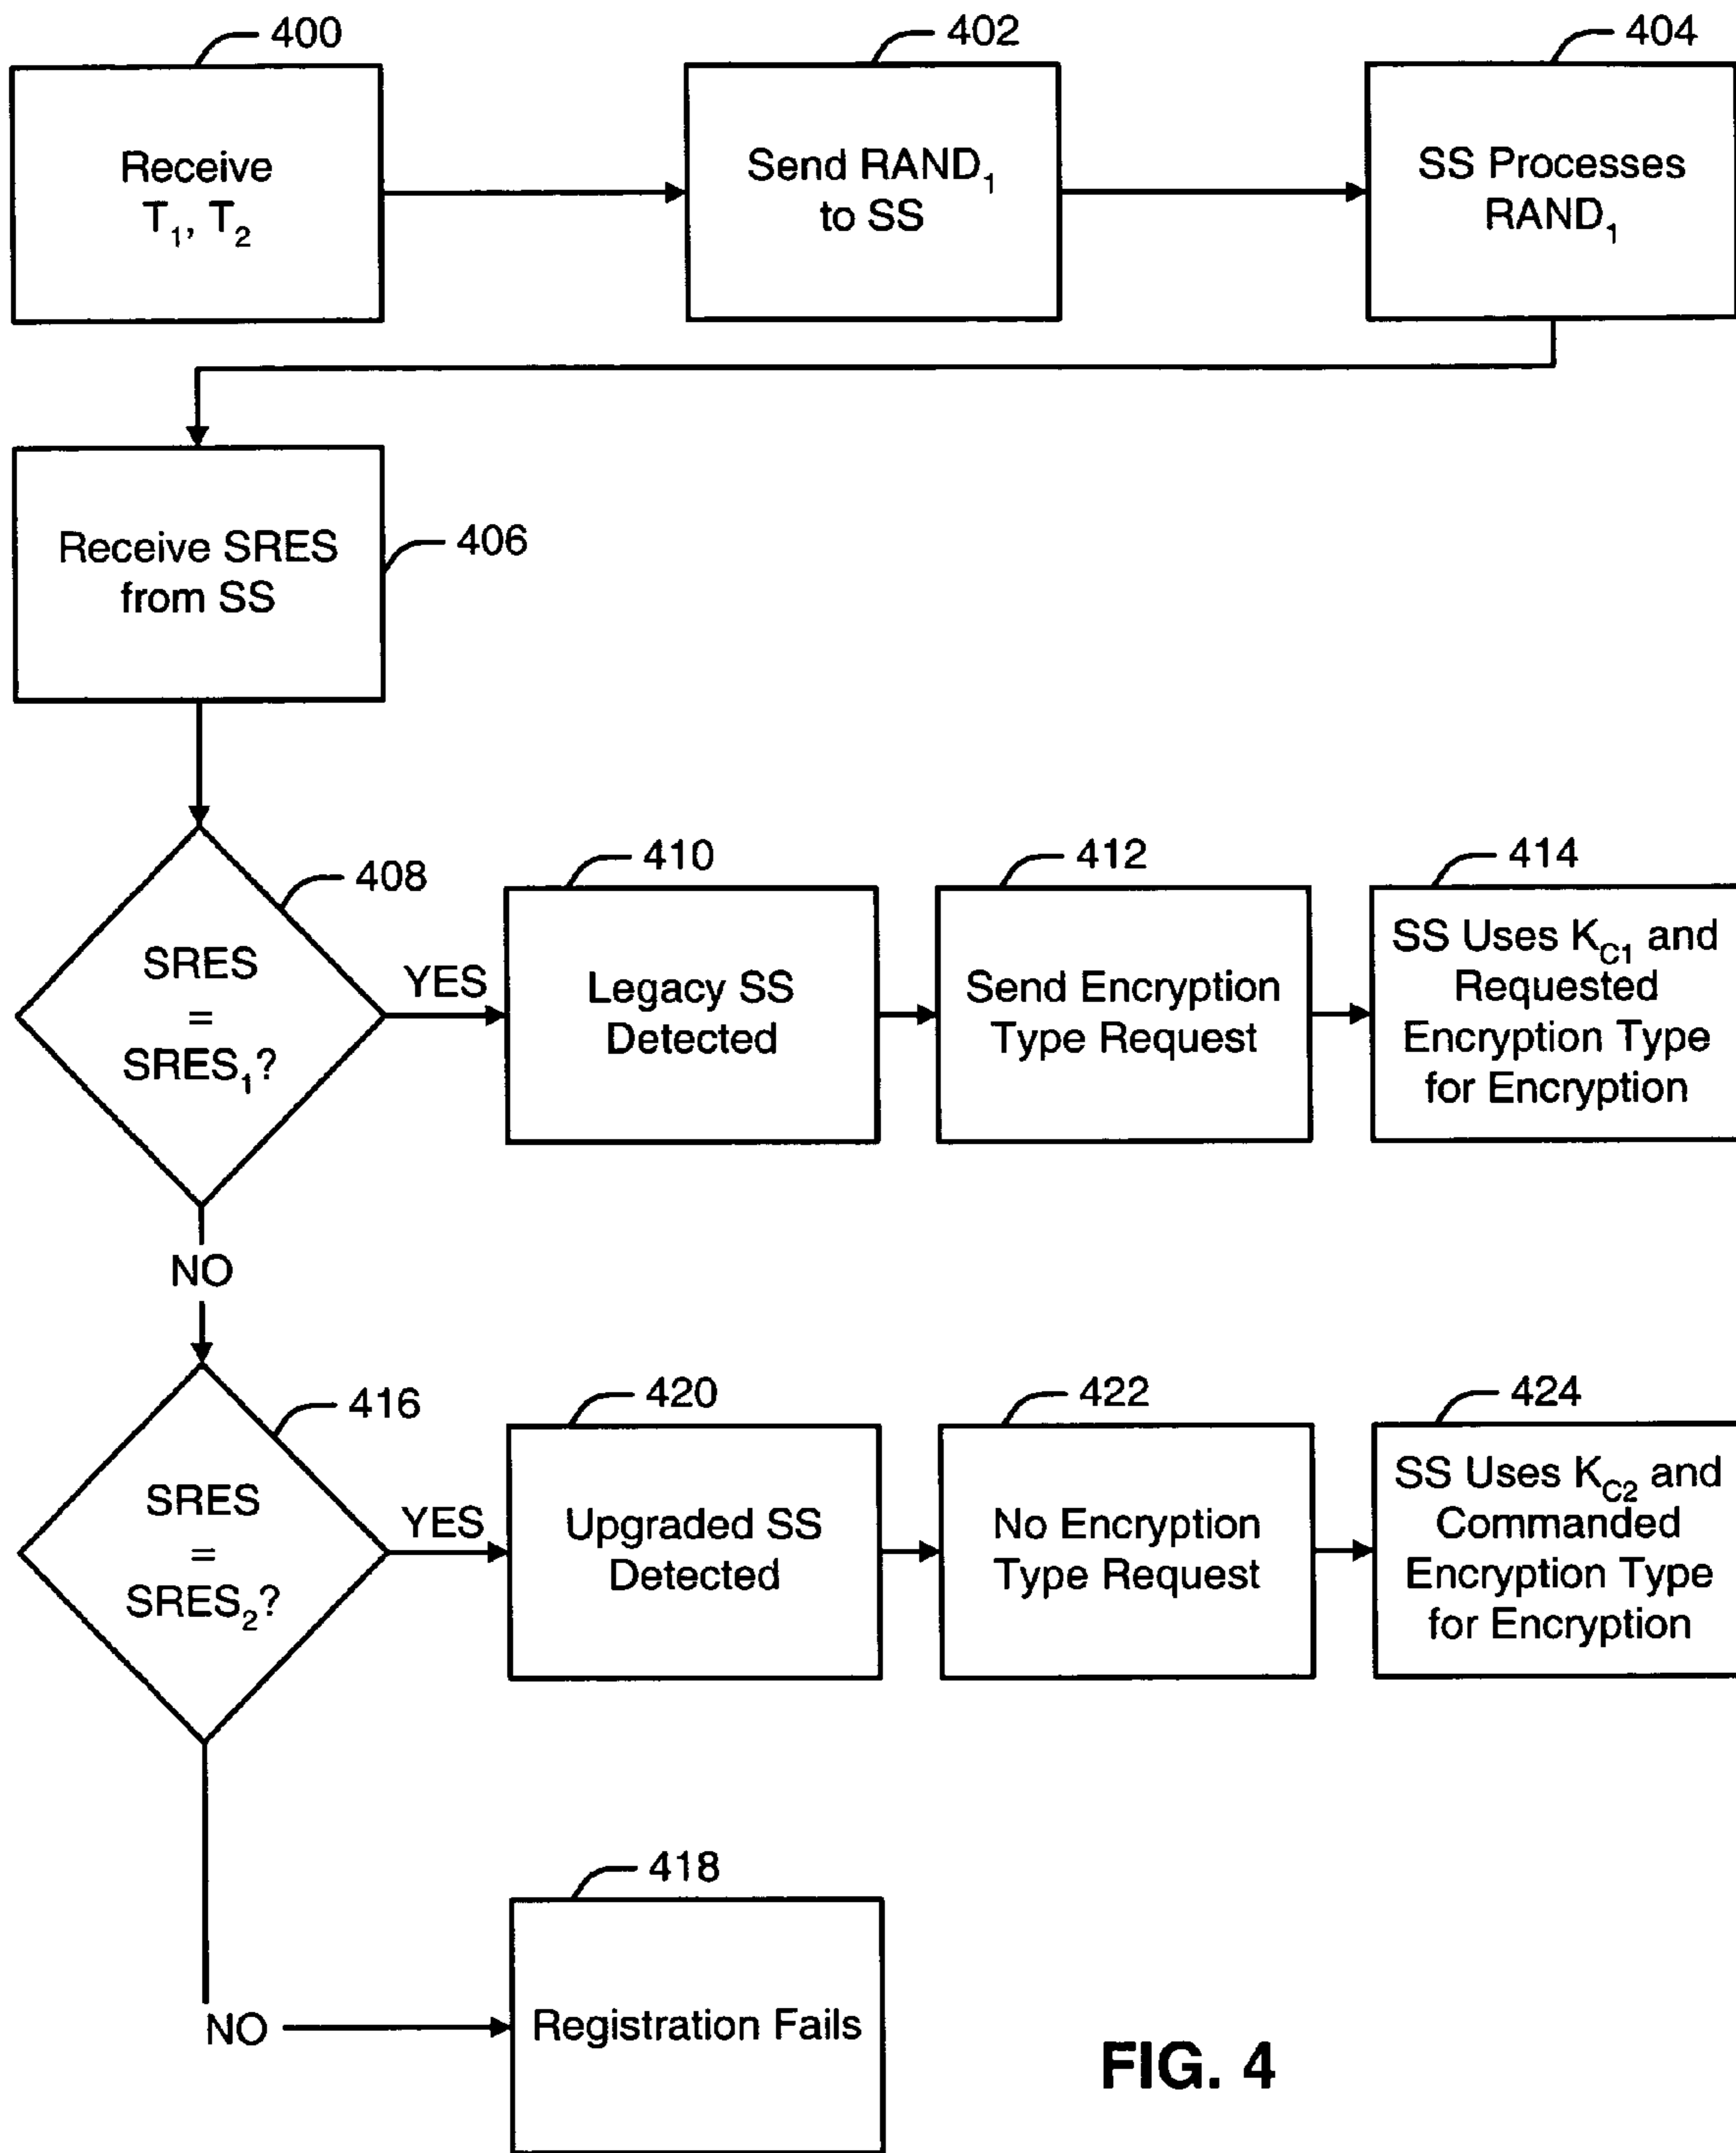 400
Receive
T₁, T₂
402
Send RAND₁
to SS
404
SS Processes
RAND₁
406
Receive SRES
from SS
408
SRES
=
SRES₁?
YES
410
Legacy SS
Detected
412
Send Encryption
Type Request
414
SS Uses K_C1 and
Requested
Encryption Type
for Encryption
NO
416
SRES
=
SRES₂?
YES
420
Upgraded SS
Detected
422
No Encryption
Type Request
424
SS Uses K_C2 and
Commanded
Encryption Type
for Encryption
NO
418
Registration Fails
FIG. 4